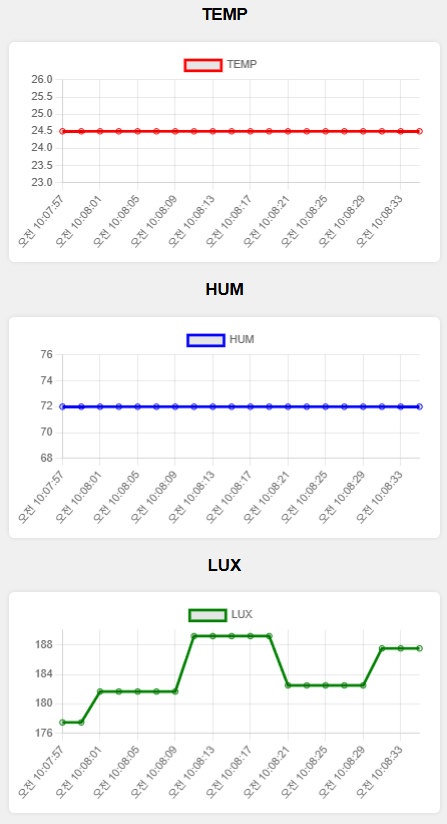 TEMP
TEMP
26.0
25.5
25.0
24.5
24.0
23.5
23.0
오전 10:07:57
오전 10:08:01
오전 10:08:05
오전 10:08:09
오전 10:08:13
오전 10:08:17
오전 10:08:21
오전 10:08:25
오전 10:08:29
오전 10:08:33
HUM
HUM
76
74
72
70
68
오전 10:07:57
오전 10:08:01
오전 10:08:05
오전 10:08:09
오전 10:08:13
오전 10:08:17
오전 10:08:21
오전 10:08:25
오전 10:08:29
오전 10:08:33
LUX
LUX
188
184
180
176
오전 10:07:57
오전 10:08:01
오전 10:08:05
오전 10:08:09
오전 10:08:13
오전 10:08:17
오전 10:08:21
오전 10:08:25
오전 10:08:29
오전 10:08:33